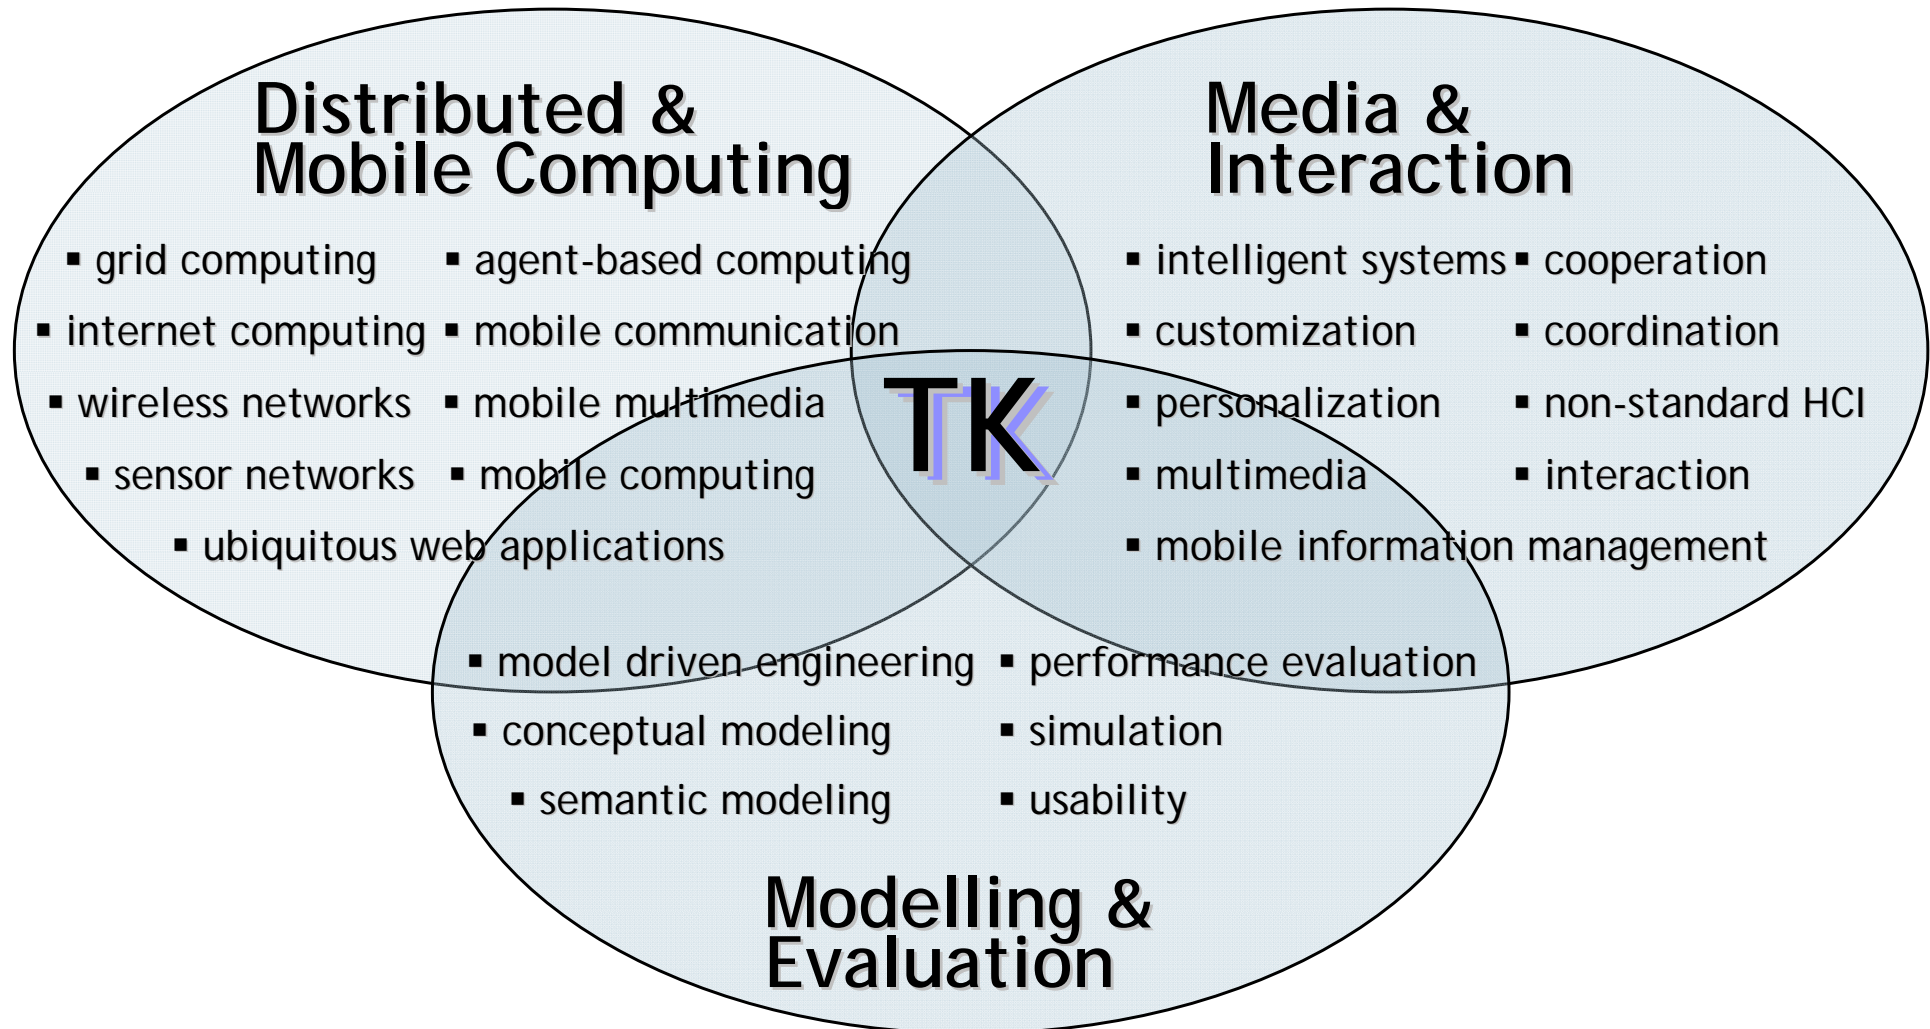 Distributed &
Mobile Computing
▪ grid computing ▪ agent-based computing
▪ internet computing ▪ mobile communication
▪ wireless networks ▪ mobile multimedia
▪ sensor networks ▪ mobile computing
▪ ubiquitous web applications
Media &
Interaction
▪ intelligent systems ▪ cooperation
▪ customization ▪ coordination
▪ personalization ▪ non-standard HCI
▪ multimedia ▪ interaction
▪ mobile information management
TK
▪ model driven engineering ▪ performance evaluation
▪ conceptual modeling ▪ simulation
▪ semantic modeling ▪ usability
Modelling &
Evaluation